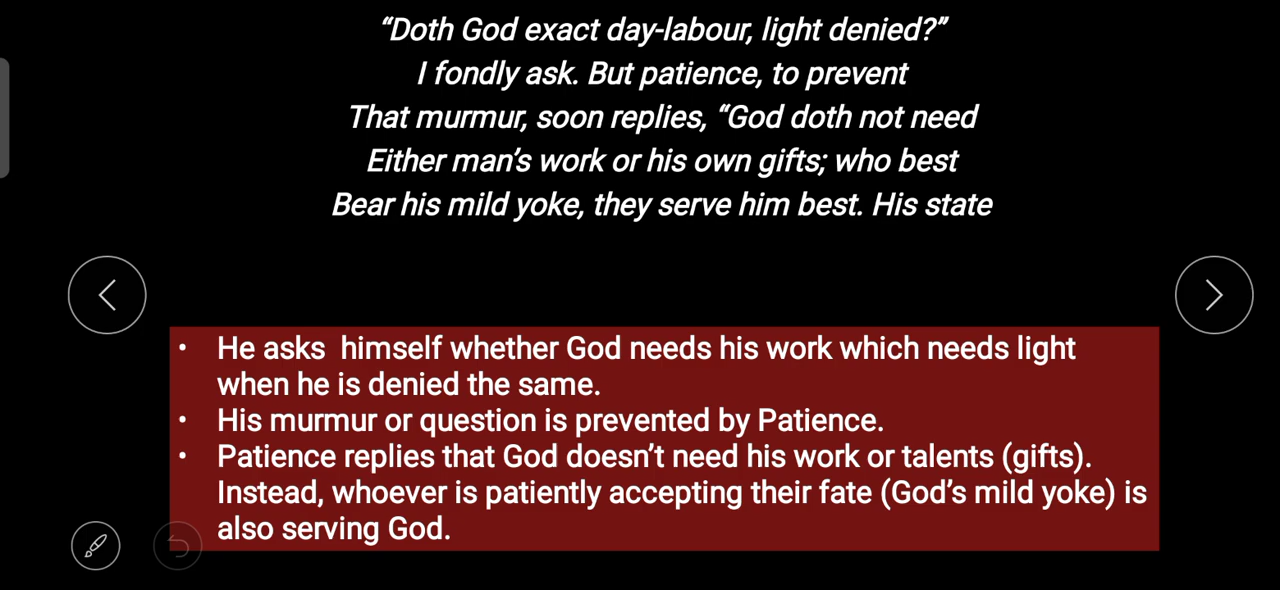 “Doth God exact day-labour, light denied?”
I fondly ask. But patience, to prevent
That murmur, soon replies, “God doth not need
Either man’s work or his own gifts; who best
Bear his mild yoke, they serve him best. His state
• He asks himself whether God needs his work which needs light
when he is denied the same.
• His murmur or question is prevented by Patience.
• Patience replies that God doesn’t need his work or talents (gifts).
Instead, whoever is patiently accepting their fate (God’s mild yoke) is
also serving God.